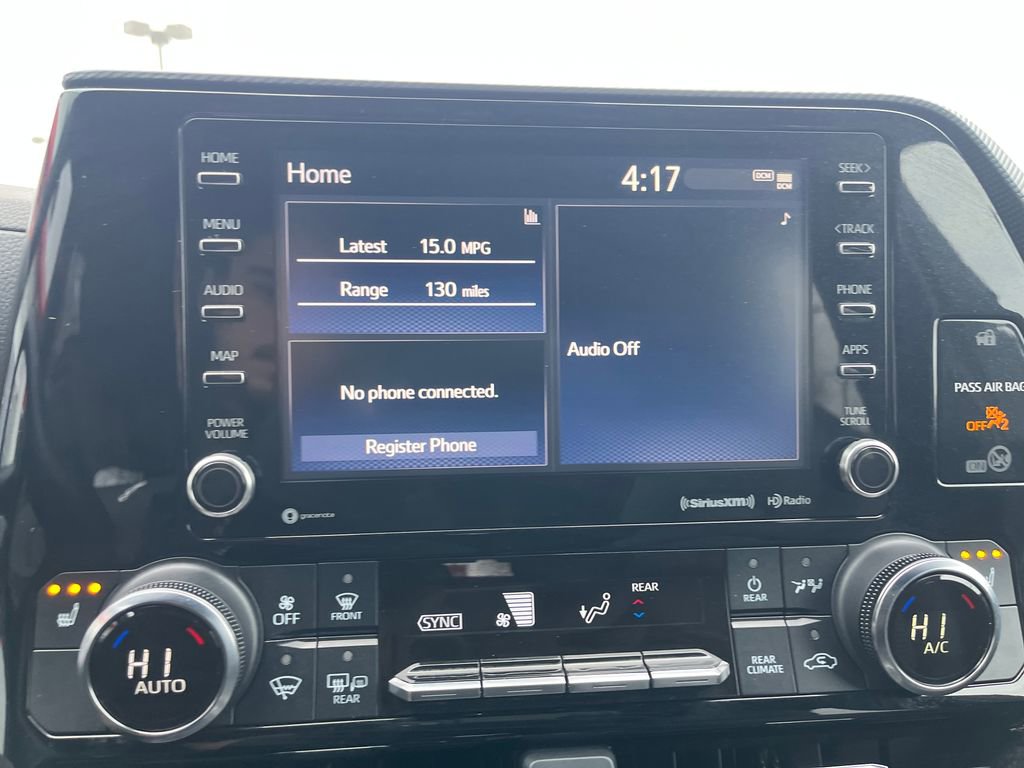 HOME
MENU
AUDIO
MAP
POWER
VOLUME
Home
4:17
DCM
DCM
Latest 15.0 MPG
Range 130 miles
No phone connected.
Register Phone
Audio Off
SEEK>
<TRACK
PHONE
APPS
TUNE
SCROLL
gracenote
((SiriusXM))
HD Radio
PASS AIR BAG
OFF 2
ON
HI
AUTO
OFF
FRONT
REAR
SYNC
REAR
REAR
REAR
CLIMATE
HI
A/C